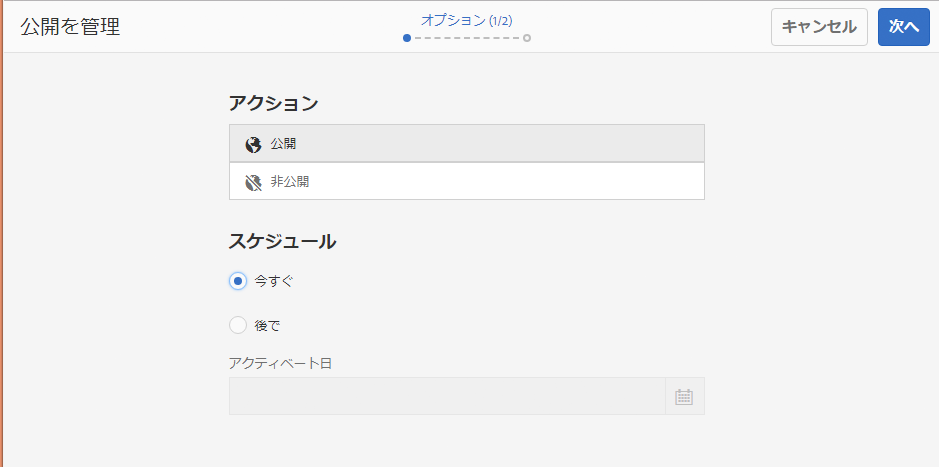 公開を管理
オプション (1/2)
キャンセル
次へ
アクション
公開
非公開
スケジュール
今すぐ
後で
アクティベート日